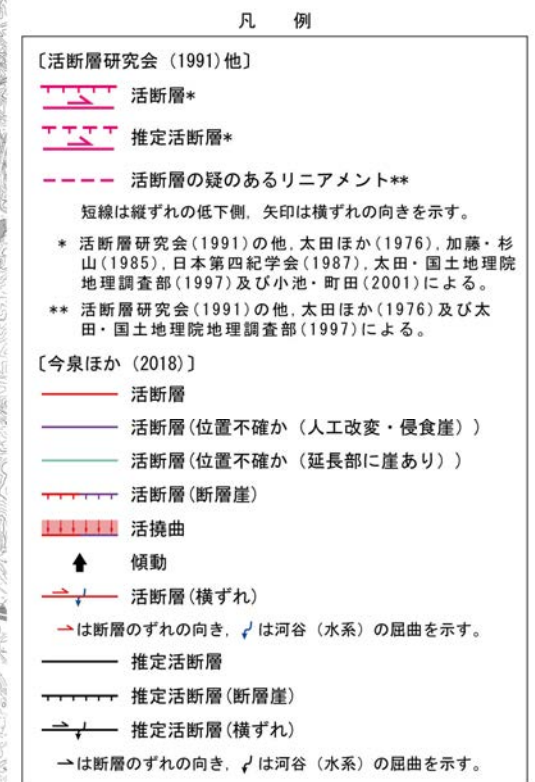 凡 例
〔活断層研究会 (1991)他〕
活断層*
推定活断層*
活断層の疑のあるリニアメント**
短線は縦ずれの低下側, 矢印は横ずれの向きを示す。
* 活断層研究会(1991)の他, 太田ほか(1976), 加藤・杉
山(1985), 日本第四紀学会(1987), 太田・国土地理院
地理調査部(1997)及び小池・町田(2001)による。
** 活断層研究会(1991)の他, 太田ほか(1976)及び太
田・国土地理院地理調査部(1997)による。
〔今泉ほか (2018)〕
活断層
活断層(位置不確か (人工改変・侵食崖))
活断層(位置不確か (延長部に崖あり))
活断層(断層崖)
活撓曲
傾動
活断層(横ずれ)
は断層のずれの向き, は河谷 (水系) の屈曲を示す。
推定活断層
推定活断層(断層崖)
推定活断層(横ずれ)
は断層のずれの向き, は河谷 (水系) の屈曲を示す。